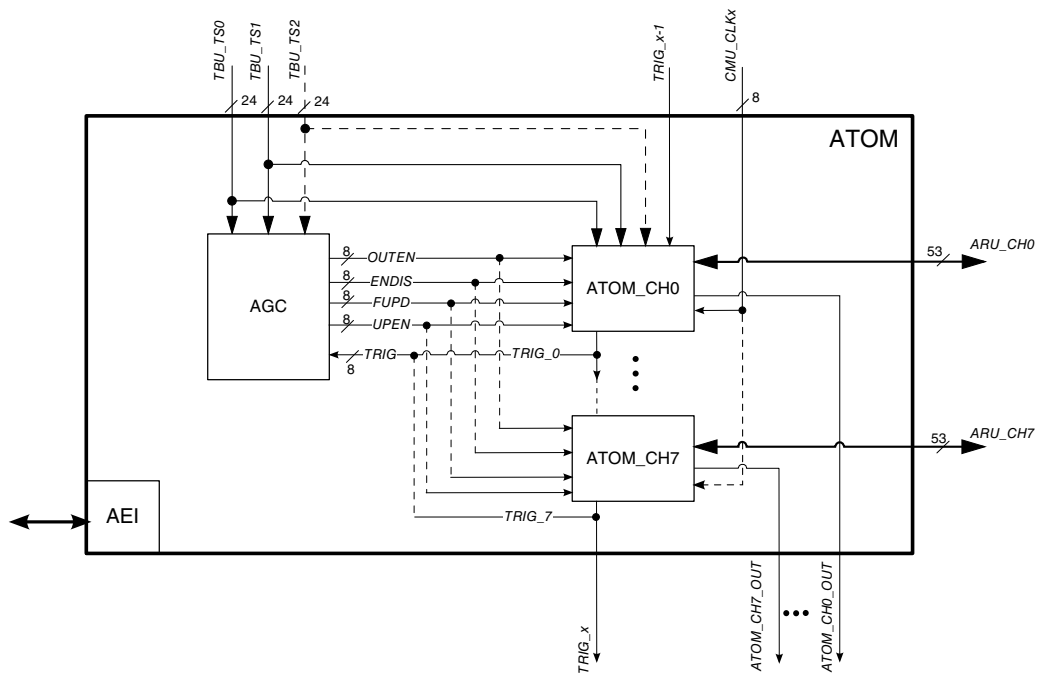 TBU_TS0
TBU_TS1
TBU_TS2
TRIG_x-1
CMU_CLKx
24
24
24
8
ATOM
AGC
8
OUTEN
8
ENDIS
8
FUPD
8
UPEN
8
TRIG
TRIG_0
ATOM_CH0
53
ARU_CH0
ATOM_CH7
53
ARU_CH7
TRIG_7
AEI
TRIG_x
ATOM_CH7_OUT
ATOM_CH0_OUT